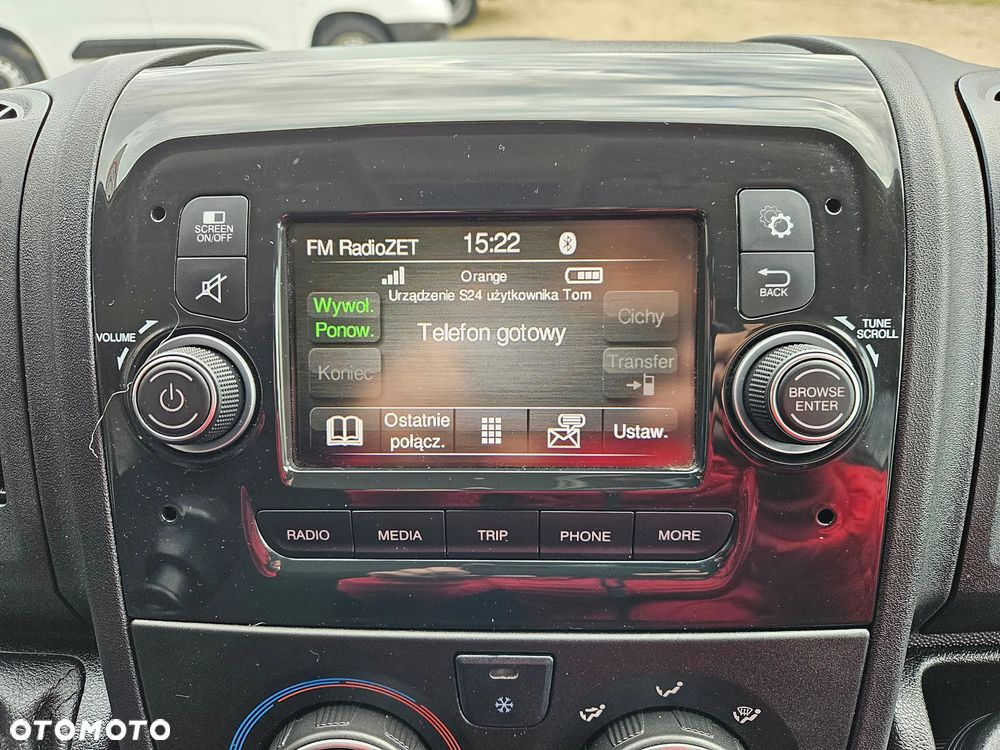 SCREEN
ON/OFF
VOLUME
FM RadioZET 15:22
Orange
Urządzenie S24 użytkownika Tom
Wywoł.
Ponow.
Telefon gotowy
Cichy
Koniec
Transfer
Ostatnie
połącz.
Ustaw.
BACK
TUNE
SCROLL
BROWSE
ENTER
RADIO MEDIA TRIP PHONE MORE
OTOMOTO